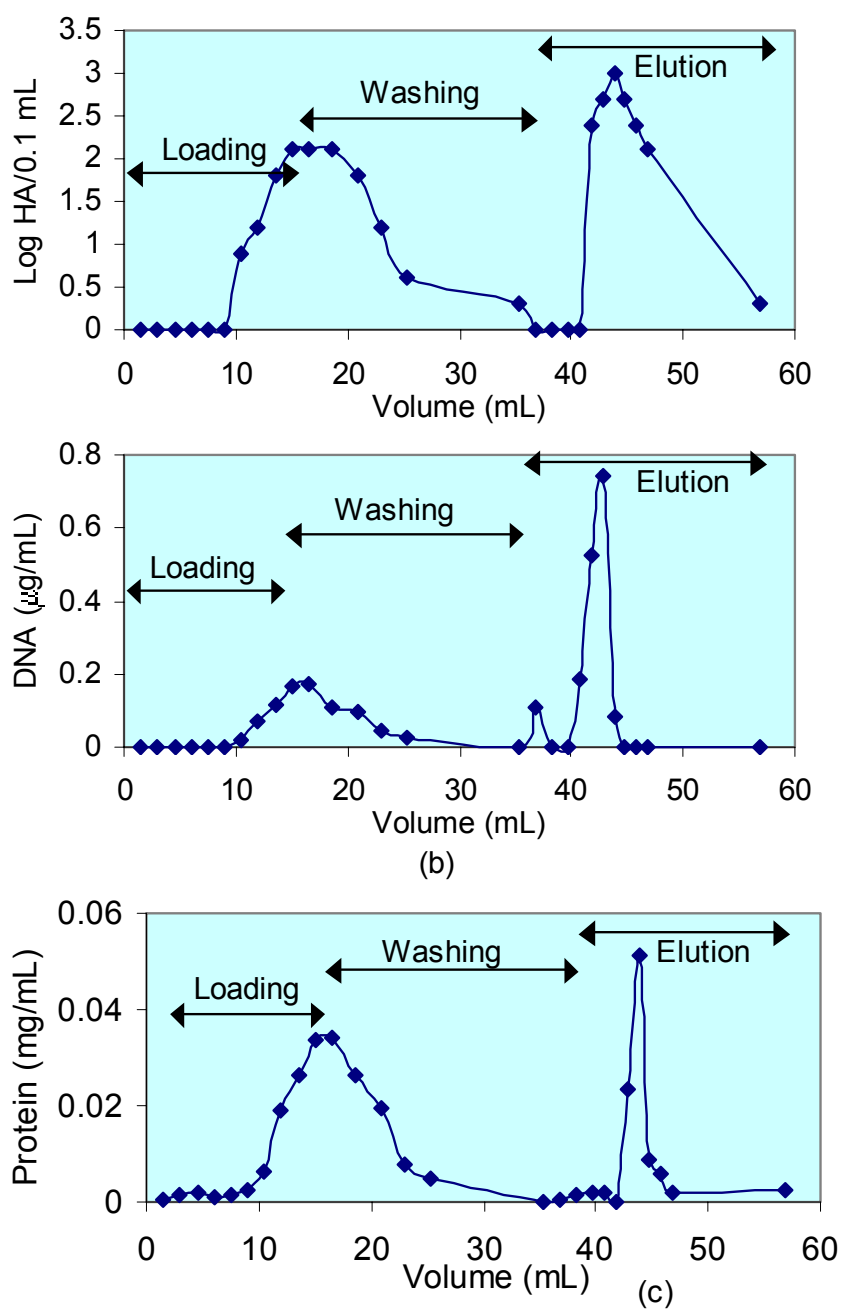 Log HA/0.1 mL
3.5
3
2.5
2
1.5
1
0.5
0
Loading
Washing
Elution
0 10 20 30 40 50 60
Volume (mL)
DNA (μg/mL)
0.8
0.6
0.4
0.2
0
Loading
Washing
Elution
0 10 20 30 40 50 60
Volume (mL)
(b)
Protein (mg/mL)
0.06
0.04
0.02
0
Loading
Washing
Elution
0 10 20 30 40 50 60
Volume (mL)
(c)